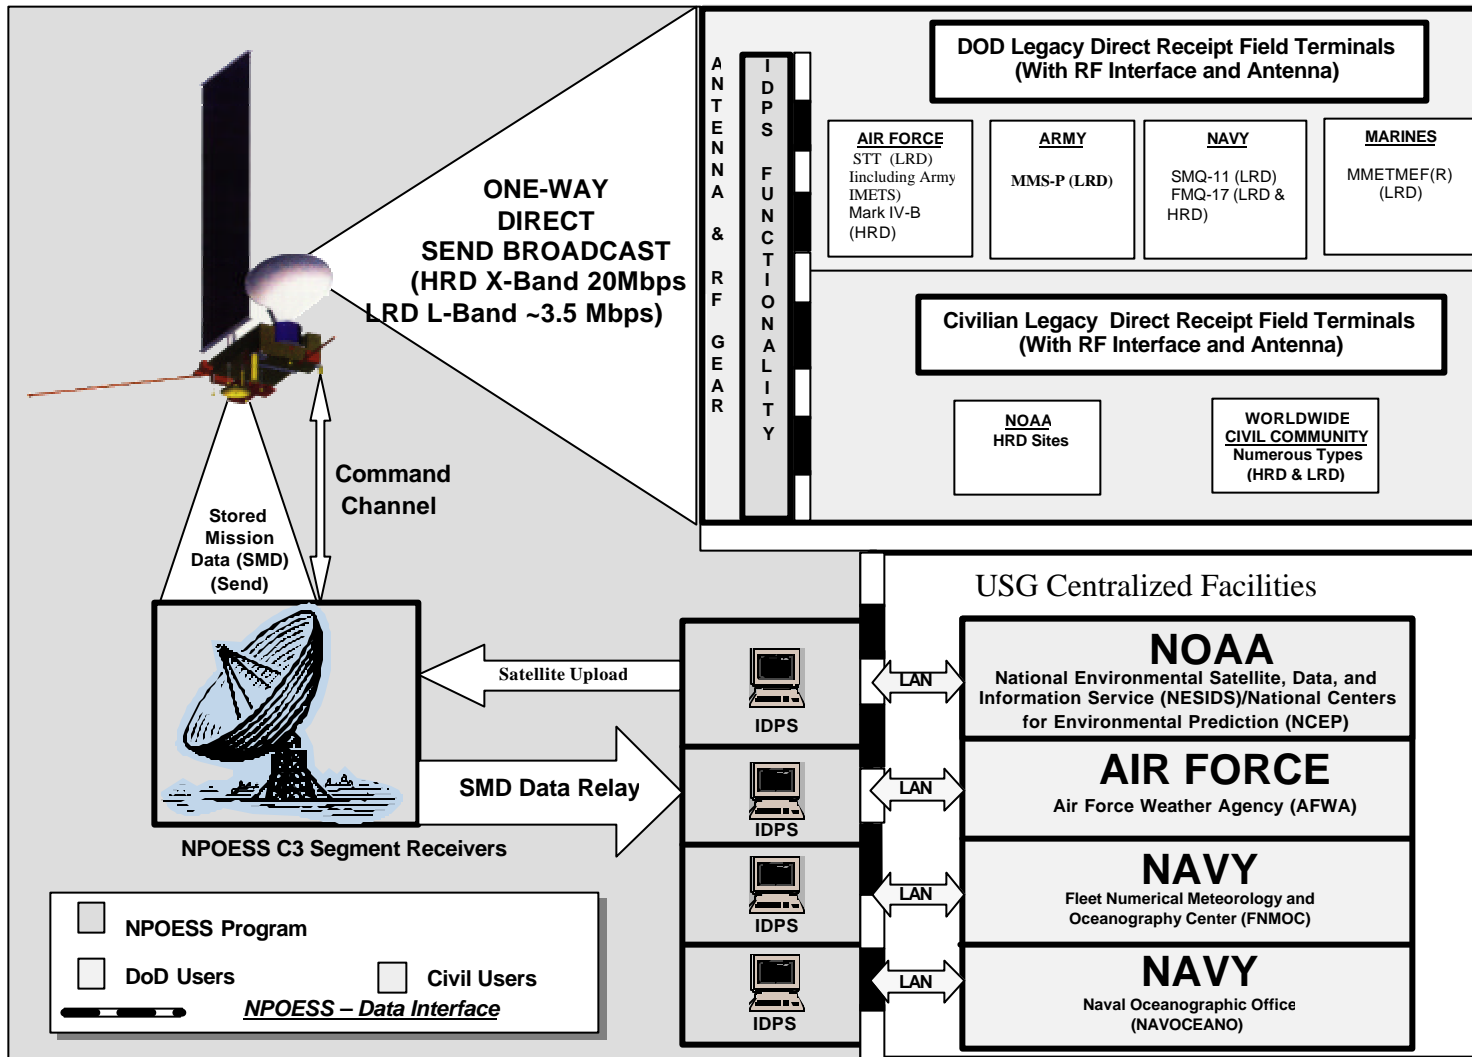 ONE-WAY
DIRECT
SEND BROADCAST
(HRD X-Band 20Mbps
LRD L-Band ~3.5 Mbps)
ANTENNA & RF GEAR
IDPS FUNCTIONALITY
DOD Legacy Direct Receipt Field Terminals
(With RF Interface and Antenna)
AIR FORCE
STT (LRD)
Iincluding Army
IMETS)
Mark IV-B
(HRD)
ARMY
MMS-P (LRD)
NAVY
SMQ-11 (LRD)
FMQ-17 (LRD &
HRD)
MARINES
MMETMEF(R)
(LRD)
Civilian Legacy Direct Receipt Field Terminals
(With RF Interface and Antenna)
NOAA
HRD Sites
WORLDWIDE
CIVIL COMMUNITY
Numerous Types
(HRD & LRD)
Command
Channel
Stored
Mission
Data (SMD)
(Send)
NPOESS C3 Segment Receivers
Satellite Upload
SMD Data Relay
IDPS
IDPS
IDPS
IDPS
LAN
LAN
LAN
LAN
USG Centralized Facilities
NOAA
National Environmental Satellite, Data, and
Information Service (NESIDS)/National Centers
for Environmental Prediction (NCEP)
AIR FORCE
Air Force Weather Agency (AFWA)
NAVY
Fleet Numerical Meteorology and
Oceanography Center (FNMOC)
NAVY
Naval Oceanographic Office
(NAVOCEANO)
NPOESS Program
DoD Users
Civil Users
NPOESS – Data Interface